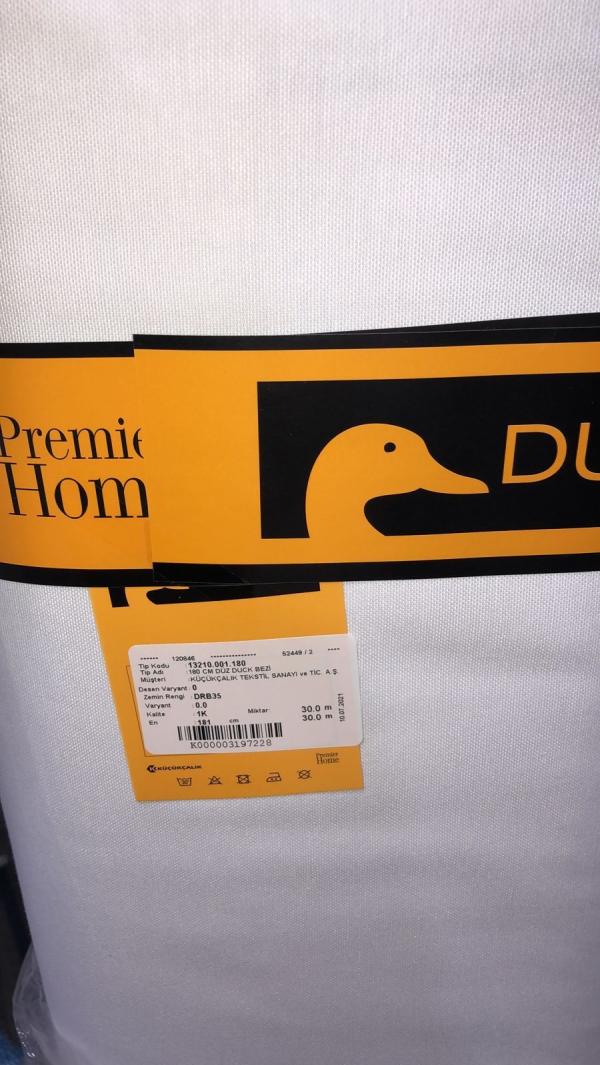 Premie
Hom
DU
120846 52449 / 2
Tip Kodu : 13210.001.180
Tip Adı : 180 CM DÜZ DUCK BEZİ
Müşteri : KÜÇÜKÇALIK TEKSTİL SANAYİ ve TİC. A.Ş.
Desen Varyant : 0
Zemin Rengi : DRB35
Varyant : 0.0
Kalite : 1K Miktar: 30.0 m
En : 181 cm 30.0 m
10.07.2021
K000003197228
KÜÇÜKÇALIK
Premier
Home